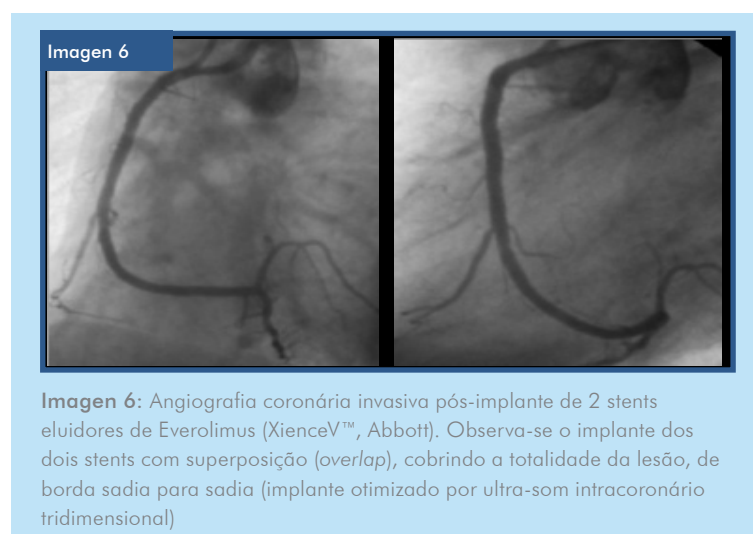 Imagen 6
Imagen 6: Angiografia coronária invasiva pós-implante de 2 stents
eluidores de Everolimus (XienceV™, Abbott). Observa-se o implante dos
dois stents com superposição (overlap), cobrindo a totalidade da lesão, de
borda sadia para sadia (implante otimizado por ultra-som intracoronário
tridimensional)